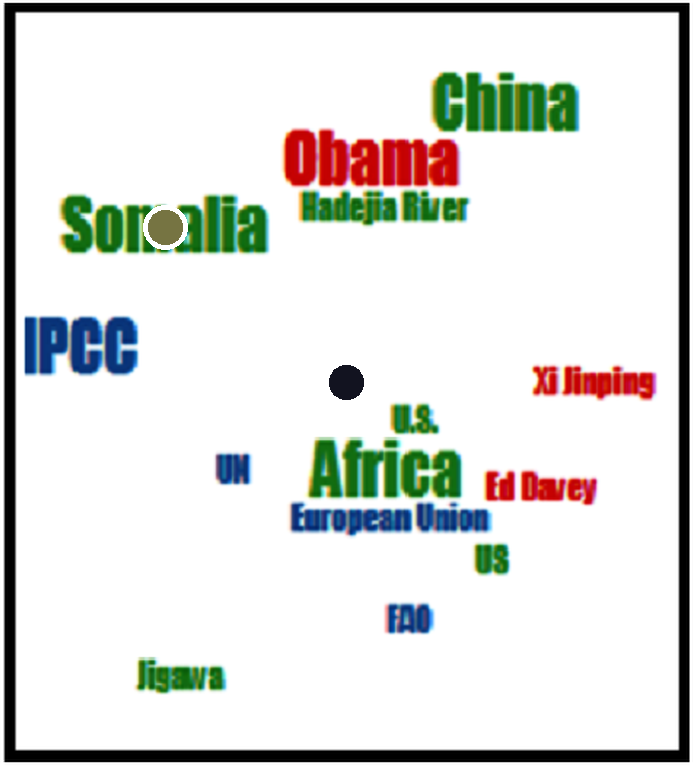 China
Obama
Hadejia River
Somalia
IPCC
Xi Jinping
U.S.
Africa
UN
Ed Davey
European Union
US
FAO
Jigawa